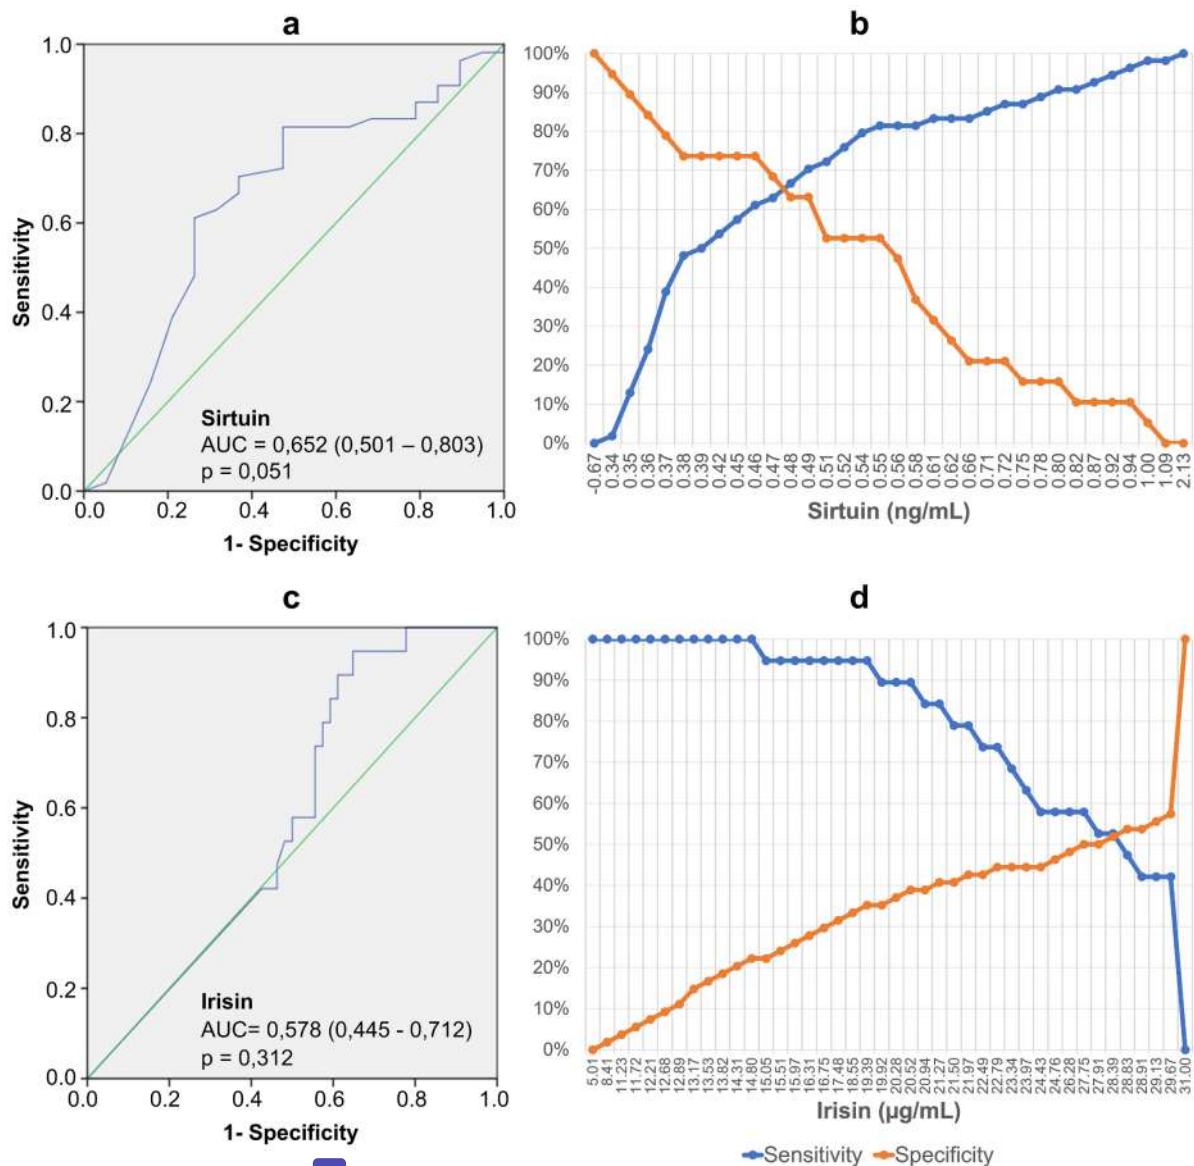 a
1.0
0.8
0.6
0.4
0.2
0.0
Sensitivity
Sirtuin
AUC = 0,652 (0,501 – 0,803)
p = 0,051
0.0 0.2 0.4 0.6 0.8 1.0
1- Specificity
b
100%
90%
80%
70%
60%
50%
40%
30%
20%
10%
0%
-0.67 0.34 0.35 0.36 0.37 0.38 0.39 0.42 0.45 0.46 0.47 0.48 0.49 0.51 0.52 0.54 0.55 0.56 0.58 0.61 0.62 0.66 0.71 0.72 0.75 0.78 0.80 0.82 0.87 0.92 0.94 1.00 1.09 2.13
Sirtuin (ng/mL)
c
1.0
0.8
0.6
0.4
0.2
0.0
Sensitivity
Irisin
AUC= 0,578 (0,445 - 0,712)
p = 0,312
0.0 0.2 0.4 0.6 0.8 1.0
1- Specificity
d
100%
90%
80%
70%
60%
50%
40%
30%
20%
10%
0%
5.01 8.41 11.23 11.72 12.21 12.68 12.89 13.17 13.53 13.82 14.31 14.80 15.05 15.51 15.97 16.31 16.75 17.48 18.55 19.39 19.92 20.28 20.52 20.94 21.27 21.50 21.97 22.49 22.79 23.34 23.97 24.43 24.76 26.28 27.75 27.91 28.39 28.83 28.91 29.13 29.67 31.00
Irisin (µg/mL)
Sensitivity Specificity